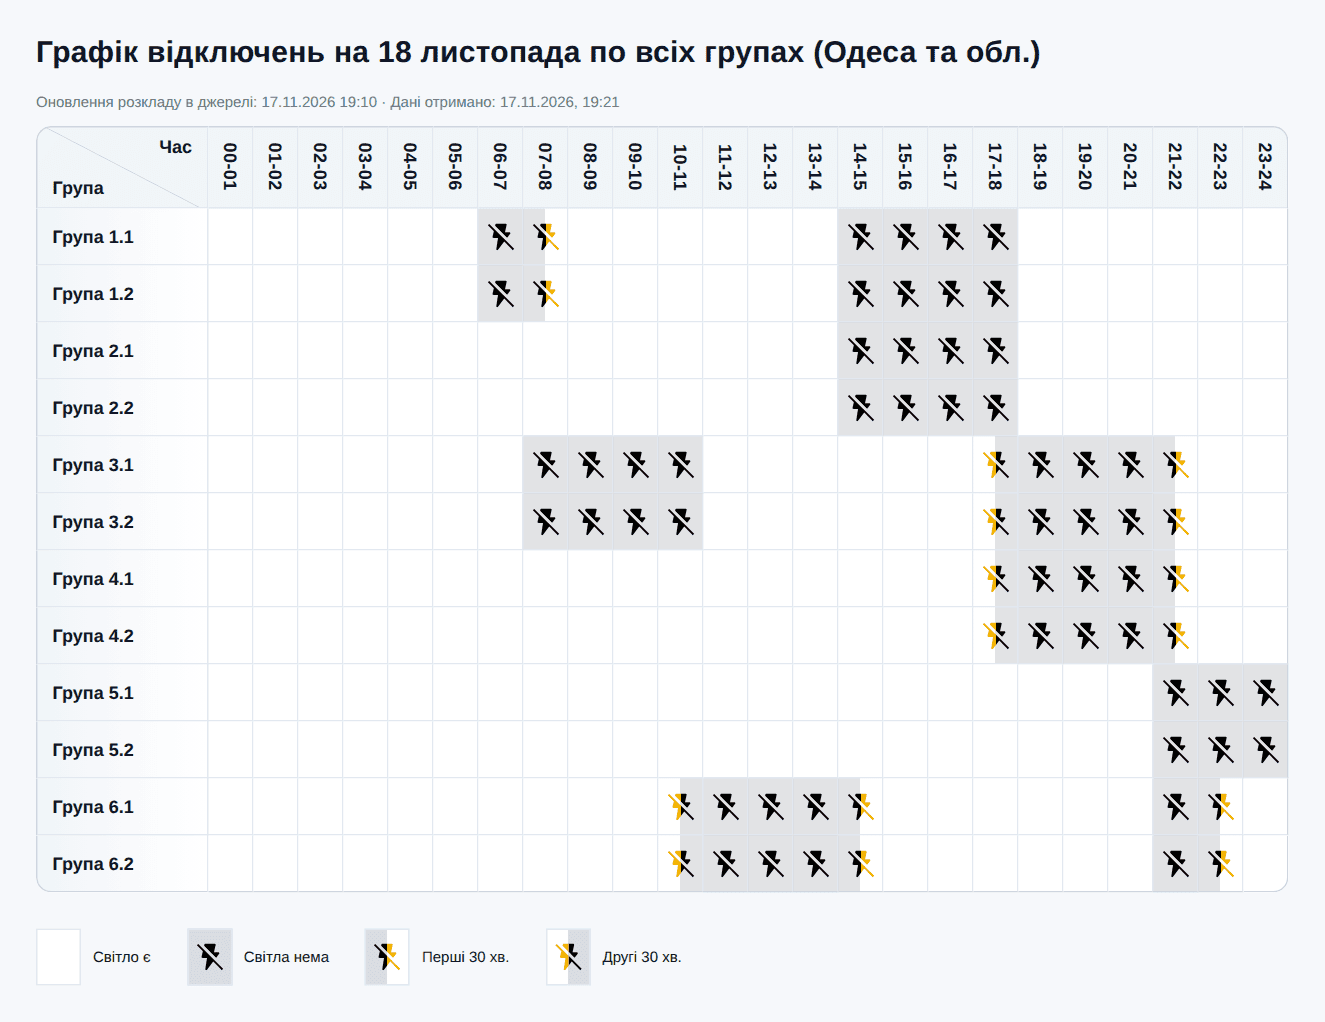 Графік відключень на 18 листопада по всіх групах (Одеса та обл.)
Оновлення розкладу в джерелі: 17.11.2026 19:10 · Дані отримано: 17.11.2026, 19:21
Час
Група
00-01
01-02
02-03
03-04
04-05
05-06
06-07
07-08
08-09
09-10
10-11
11-12
12-13
13-14
14-15
15-16
16-17
17-18
18-19
19-20
20-21
21-22
22-23
23-24
Група 1.1
Група 1.2
Група 2.1
Група 2.2
Група 3.1
Група 3.2
Група 4.1
Група 4.2
Група 5.1
Група 5.2
Група 6.1
Група 6.2
Світло є
Світла нема
Перші 30 хв.
Другі 30 хв.